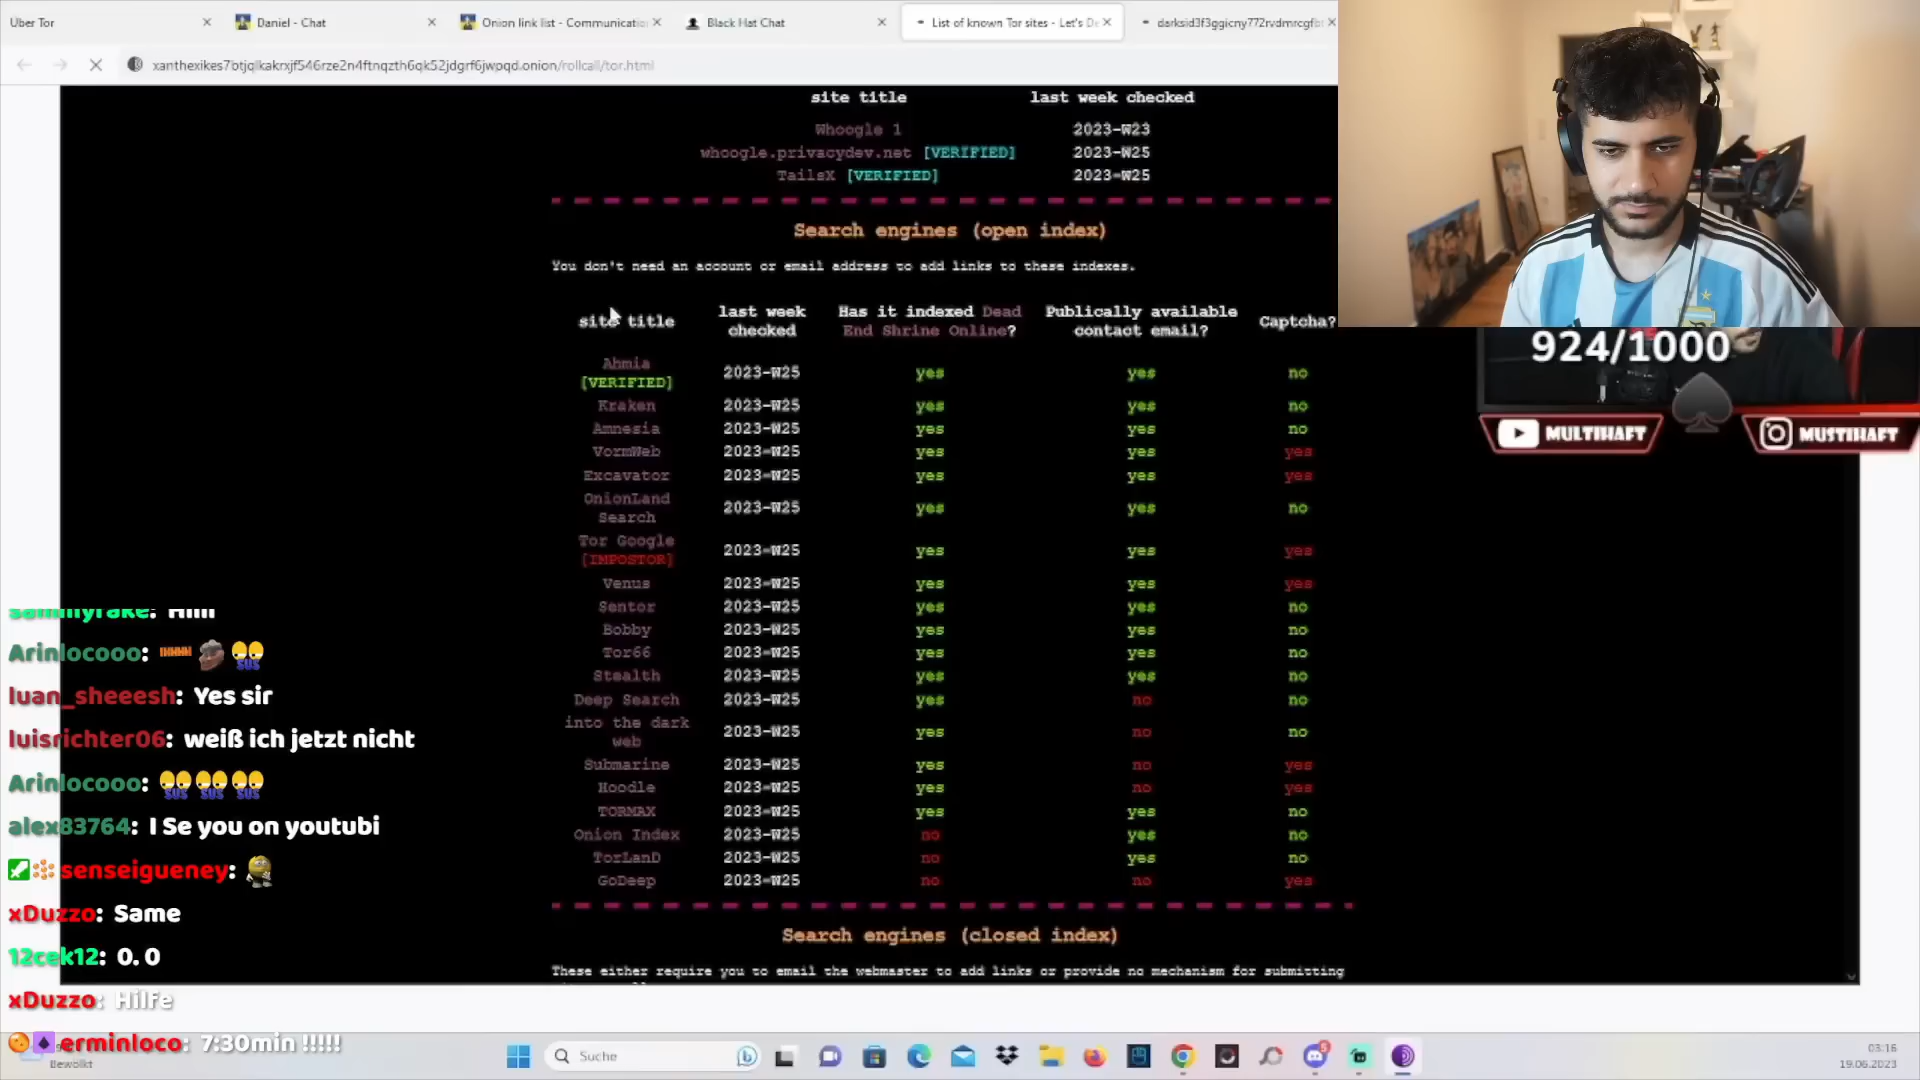 Uber Tor
Daniel - Chat
Onion link list - Communicatio
Black Hat Chat
List of known Tor sites - Let's De
darksid3f3ggicny772rvdmrcgfb
/rollcall/tor.html
site title last week checked
Whoogle 1 2023-W23
whoogle.privacydev.net [VERIFIED] 2023-W25
TailsX [VERIFIED] 2023-W25
Search engines (open index)
You don't need an account or email address to add links to these indexes.
site title
last week
checked
Has it indexed Dead
End Shrine Online?
Publically available
contact email?
Captcha?
Ahmia
[VERIFIED] 2023-W25 yes yes no
Kraken 2023-W25 yes yes no
Amnesia 2023-W25 yes yes no
VormWeb 2023-W25 yes yes yes
Excavator 2023-W25 yes yes yes
OnionLand
Search 2023-W25 yes yes no
Tor Google
[IMPOSTOR] 2023-W25 yes yes yes
Venus 2023-W25 yes yes yes
Sentor 2023-W25 yes yes no
Bobby 2023-W25 yes yes no
Tor66 2023-W25 yes yes no
Stealth 2023-W25 yes yes no
Deep Search 2023-W25 yes no no
into the dark
web 2023-W25 yes no no
Submarine 2023-W25 yes no yes
Hoodle 2023-W25 yes no yes
TORMAX 2023-W25 yes yes no
Onion Index 2023-W25 no yes no
TorLanD 2023-W25 no yes no
GoDeep 2023-W25 no no yes
Search engines (closed index)
These either require you to email the webmaster to add links or provide no mechanism for submitting
924/1000
MULTIHAFT
MUSTIHAFT
sammyrake:
Arinlocooo:
luan_sheeesh: Yes sir
luisrichter06: weiß ich jetzt nicht
Arinlocooo: SUS SUS SUS
alex83764: I Se you on youtubi
senseigueney:
xDuzzo: Same
12cek12: 0. 0
xDuzzo: Hilfe
erminloco: 7:30min !!!!!
Bewölkt
Suche
5
03:16
19.06.2023